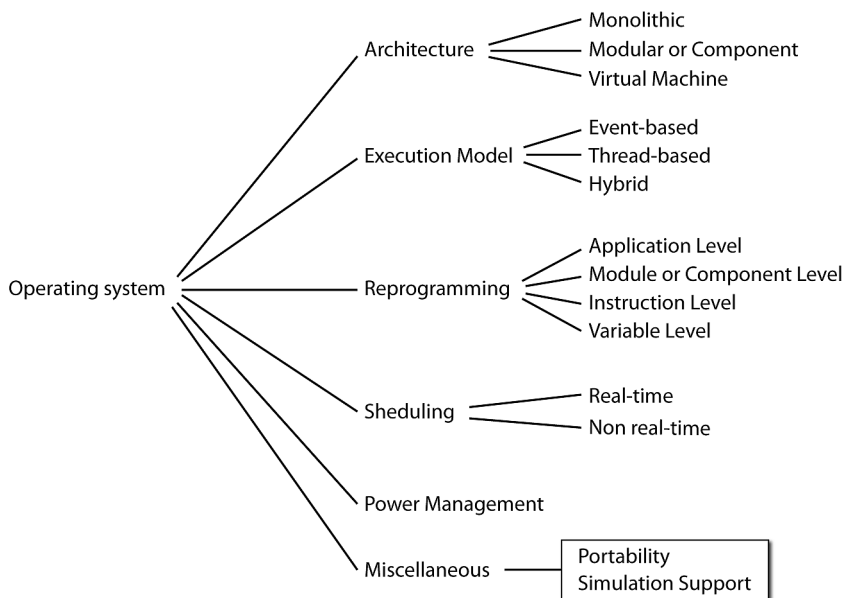 Operating system
Architecture
Monolithic
Modular or Component
Virtual Machine
Execution Model
Event-based
Thread-based
Hybrid
Reprogramming
Application Level
Module or Component Level
Instruction Level
Variable Level
Sheduling
Real-time
Non real-time
Power Management
Miscellaneous
Portability
Simulation Support